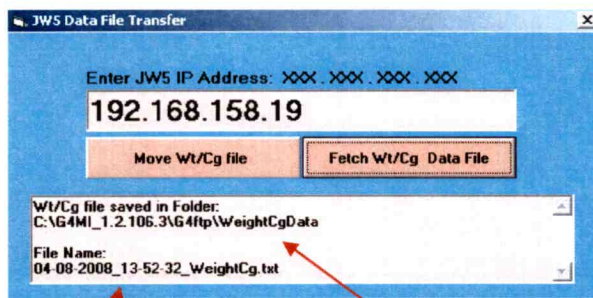 JW5 Data File Transfer
Enter JW5 IP Address: XXX . XXX . XXX . XXX
192.168.158.19
Move Wt/Cg file
Fetch Wt/Cg Data File
Wt/Cg file saved in Folder:
C:\G4MI_1.2.106.3\G4ftp\WeightCgData
File Name:
04-08-2008_13-52-32_WeightCg.txt